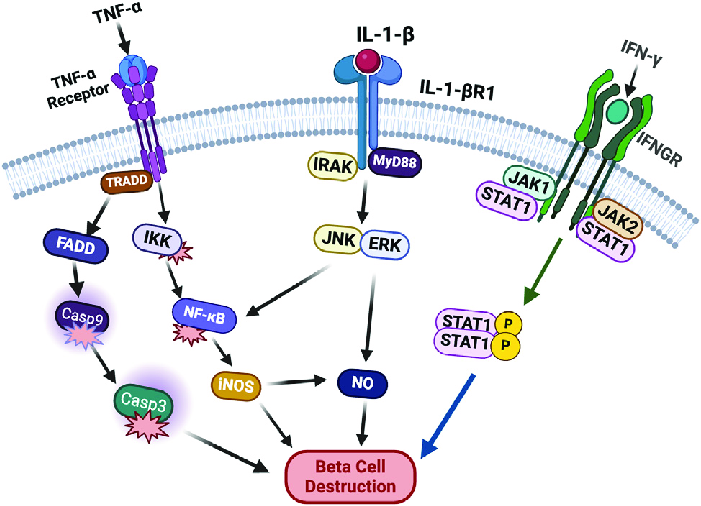 TNF-α
TNF-α
Receptor
IL-1-β
IL-1-βR1
IFN-γ
IFNGR
TRADD
IRAK
MyD88
JAK1
STAT1
JAK2
STAT1
FADD
IKK
JNK
ERK
Casp9
NF-κB
STAT1
P
STAT1
P
iNOS
NO
Casp3
Beta Cell
Destruction